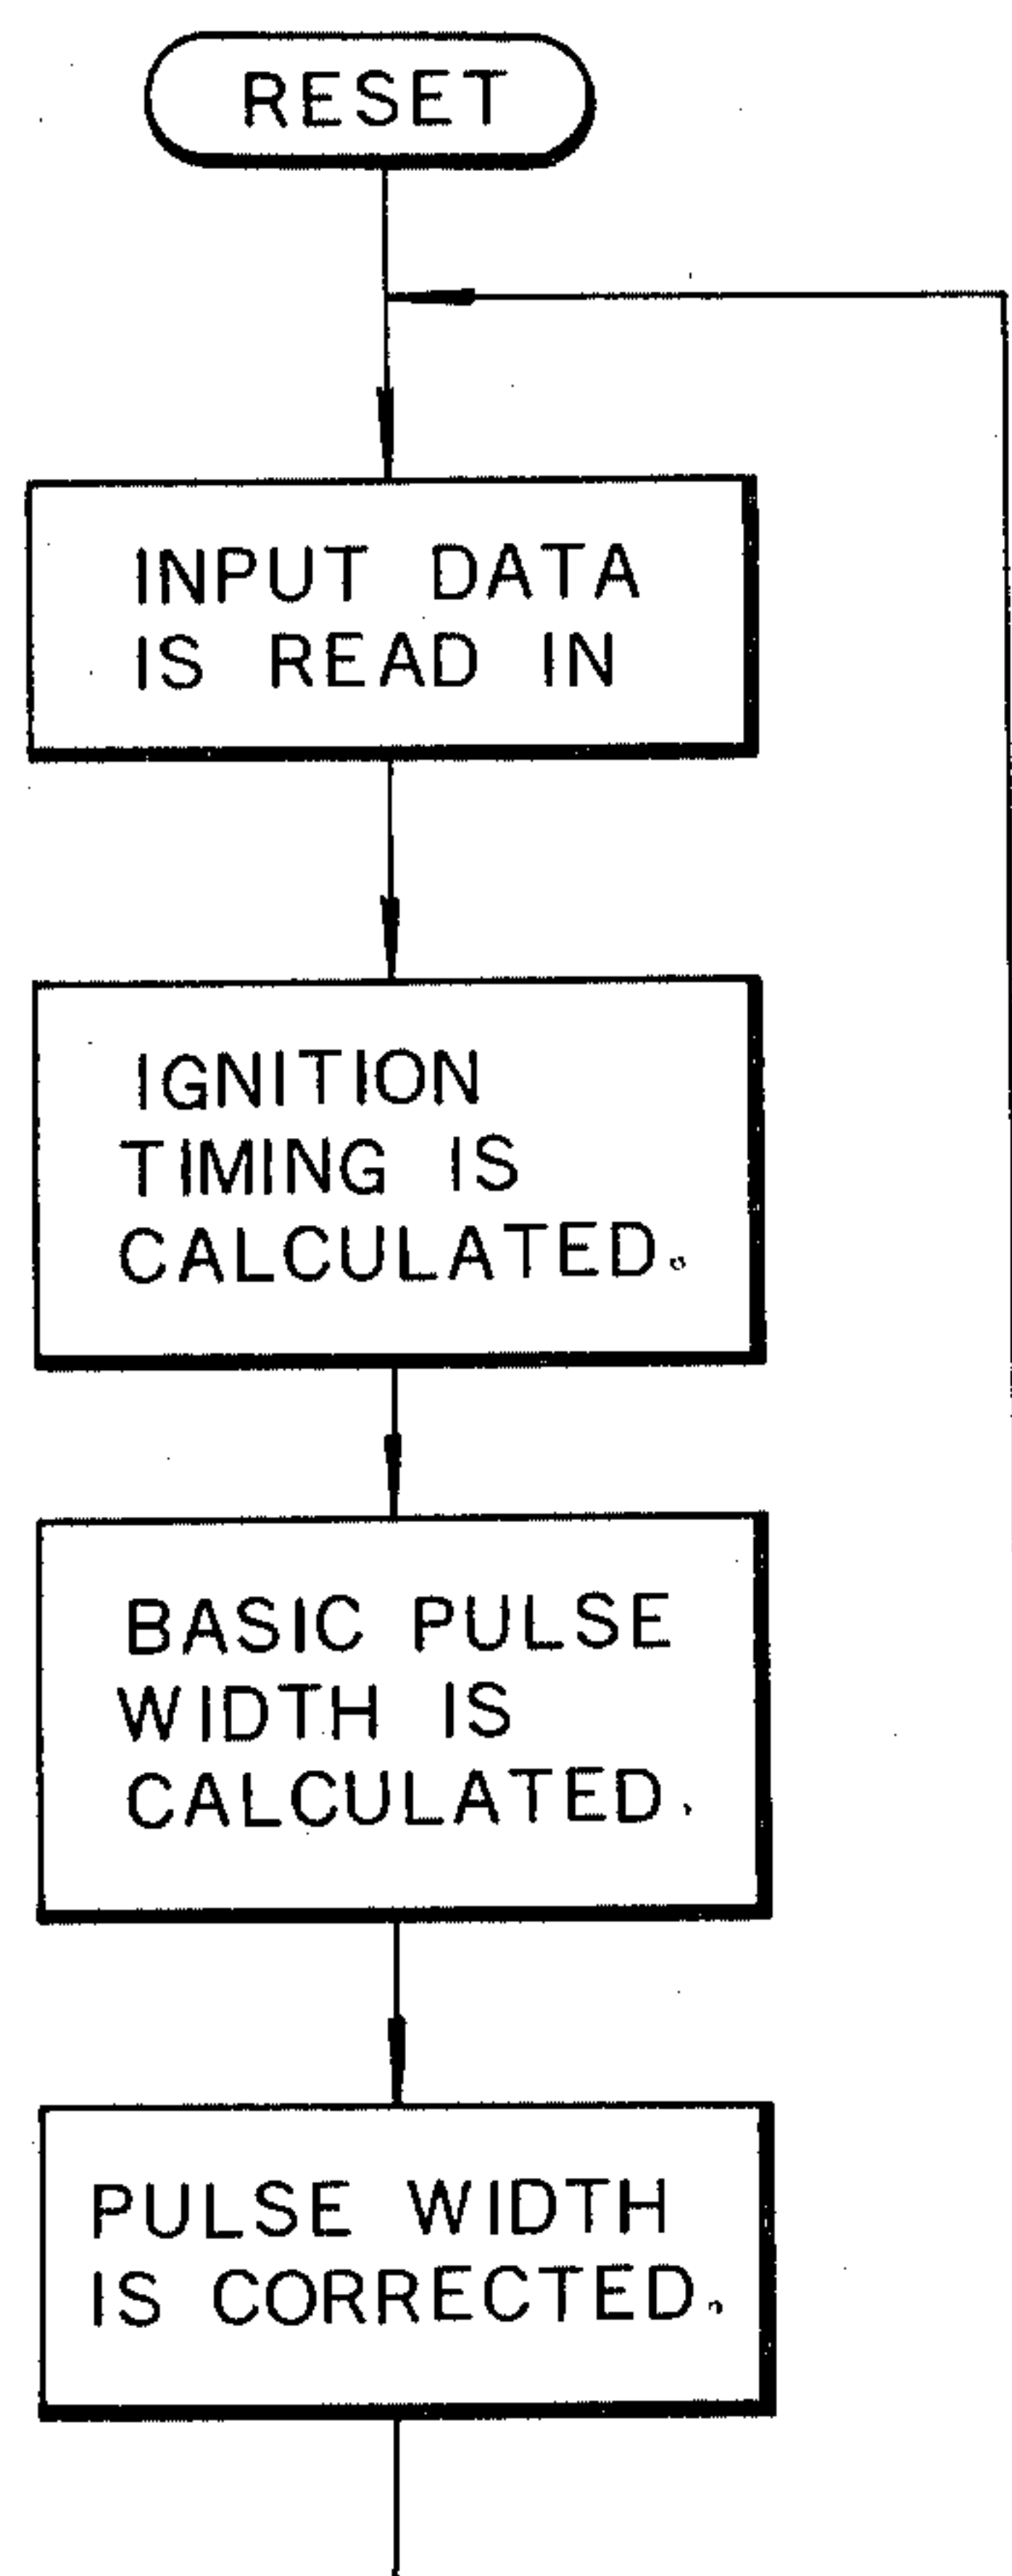 RESET
INPUT DATA
IS READ IN
IGNITION
TIMING IS
CALCULATED.
BASIC PULSE
WIDTH IS
CALCULATED.
PULSE WIDTH
IS CORRECTED.